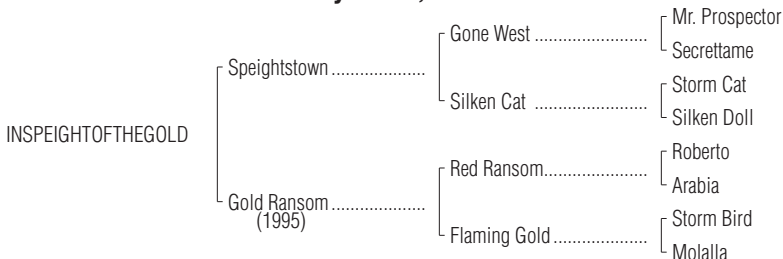 Mr. Prospector
Gone West ........................
Secrettame
Speightstown ....................
Storm Cat
Silken Cat ........................
Silken Doll
INSPEIGHTOFTHEGOLD
Roberto
Red Ransom......................
Arabia
Gold Ransom ....................
(1995)
Storm Bird
Flaming Gold ....................
Molalla